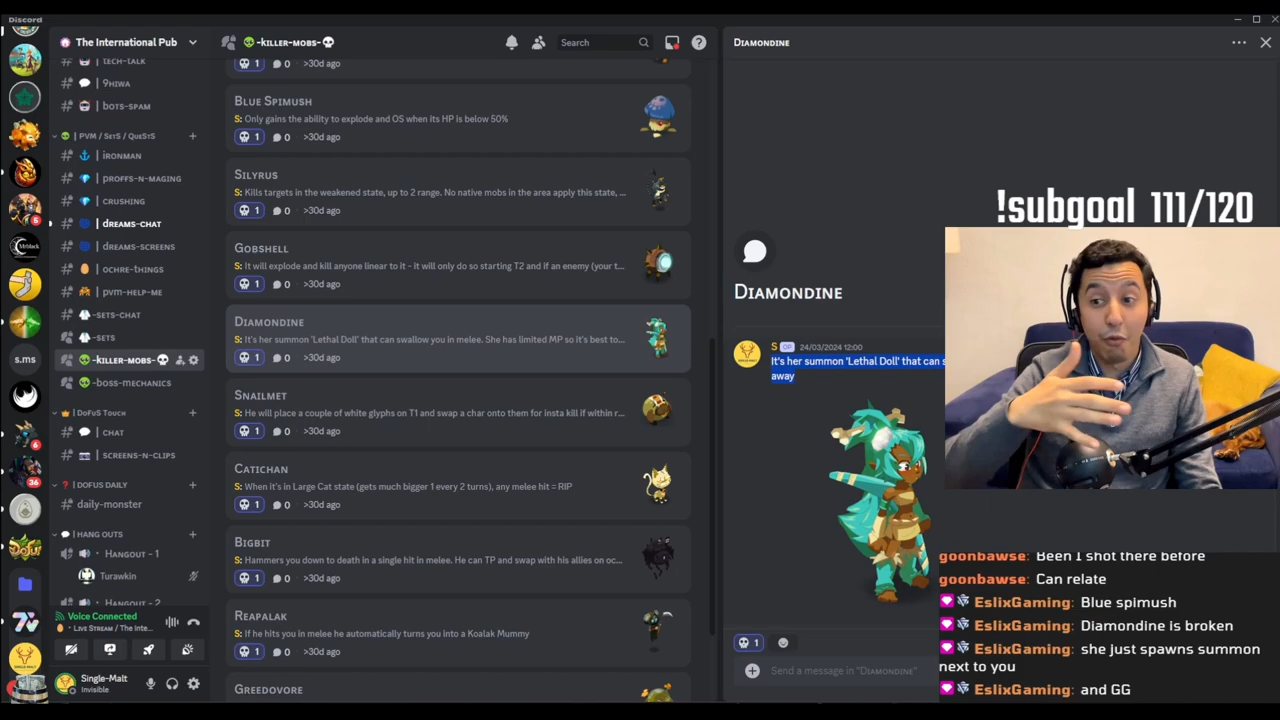 Discord
The International Pub
TECH-TALK
9HIWA
BOTS-SPAM
PVM / SETS / QUESTS
IRONMAN
PROFFS-N-MAGING
CRUSHING
DREAMS-CHAT
DREAMS-SCREENS
OCHRE-THINGS
PVM-HELP-ME
-SETS-CHAT
-SETS
-KILLER-MOBS-
-BOSS-MECHANICS
DOFUS TOUCH
CHAT
SCREENS-N-CLIPS
DOFUS DAILY
daily-monster
HANG OUTS
HANGOUT - 1
Turawkin
HANGOUT - 2
Voice Connected
LIVE STREAM / The Inte...
Single-Malt
Invisible
5
6
36
-KILLER-MOBS-
Search
1 0 >30d ago
BLUE SPIMUSH
S: Only gains the ability to explode and OS when its HP is below 50%
1 0 >30d ago
SILYRUS
S: Kills targets in the weakened state, up to 2 range. No native mobs in the area apply this state, ...
1 0 >30d ago
GOBSHELL
S: It will explode and kill anyone linear to it - it will only do so starting T2 and if an enemy (your t...
1 0 >30d ago
DIAMONDINE
S: It's her summon 'Lethal Doll' that can swallow you in melee. She has limited MP so it's best to...
1 0 >30d ago
SNAILMET
S: He will place a couple of white glyphs on T1 and swap a char onto them for insta kill if within r...
1 0 >30d ago
CATICHAN
S: When it's in Large Cat state (gets much bigger 1 every 2 turns), any melee hit = RIP
1 0 >30d ago
BIGBIT
S: Hammers you down to death in a single hit in melee. He can TP and swap with his allies on oc...
1 0 >30d ago
REAPALAK
S: If he hits you in melee he automatically turns you into a Koalak Mummy
1 0 >30d ago
GREEDOVORE
DIAMONDINE
DIAMONDINE
S OP 24/03/2024 12:00
It's her summon 'Lethal Doll' that can s
away
1
Send a message in "DIAMONDINE"
!subgoal 111/120
goonbawse: Been I shot there before
goonbawse: Can relate
EslixGaming: Blue spimush
EslixGaming: Diamondine is broken
EslixGaming: she just spawns summon
next to you
EslixGaming: and GG